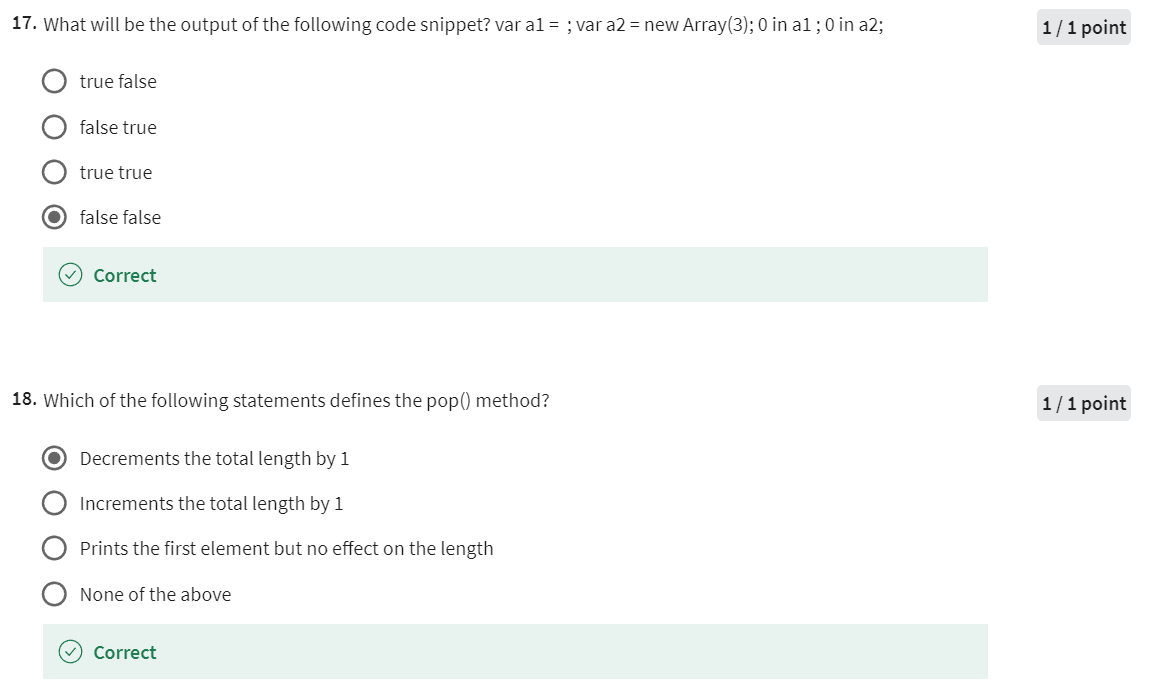 17. What will be the output of the following code snippet? var a1 = ; var a2 = new Array(3); 0 in a1 ; 0 in a2;
1 / 1 point
true false
false true
true true
false false
Correct
18. Which of the following statements defines the pop() method?
1 / 1 point
Decrements the total length by 1
Increments the total length by 1
Prints the first element but no effect on the length
None of the above
Correct